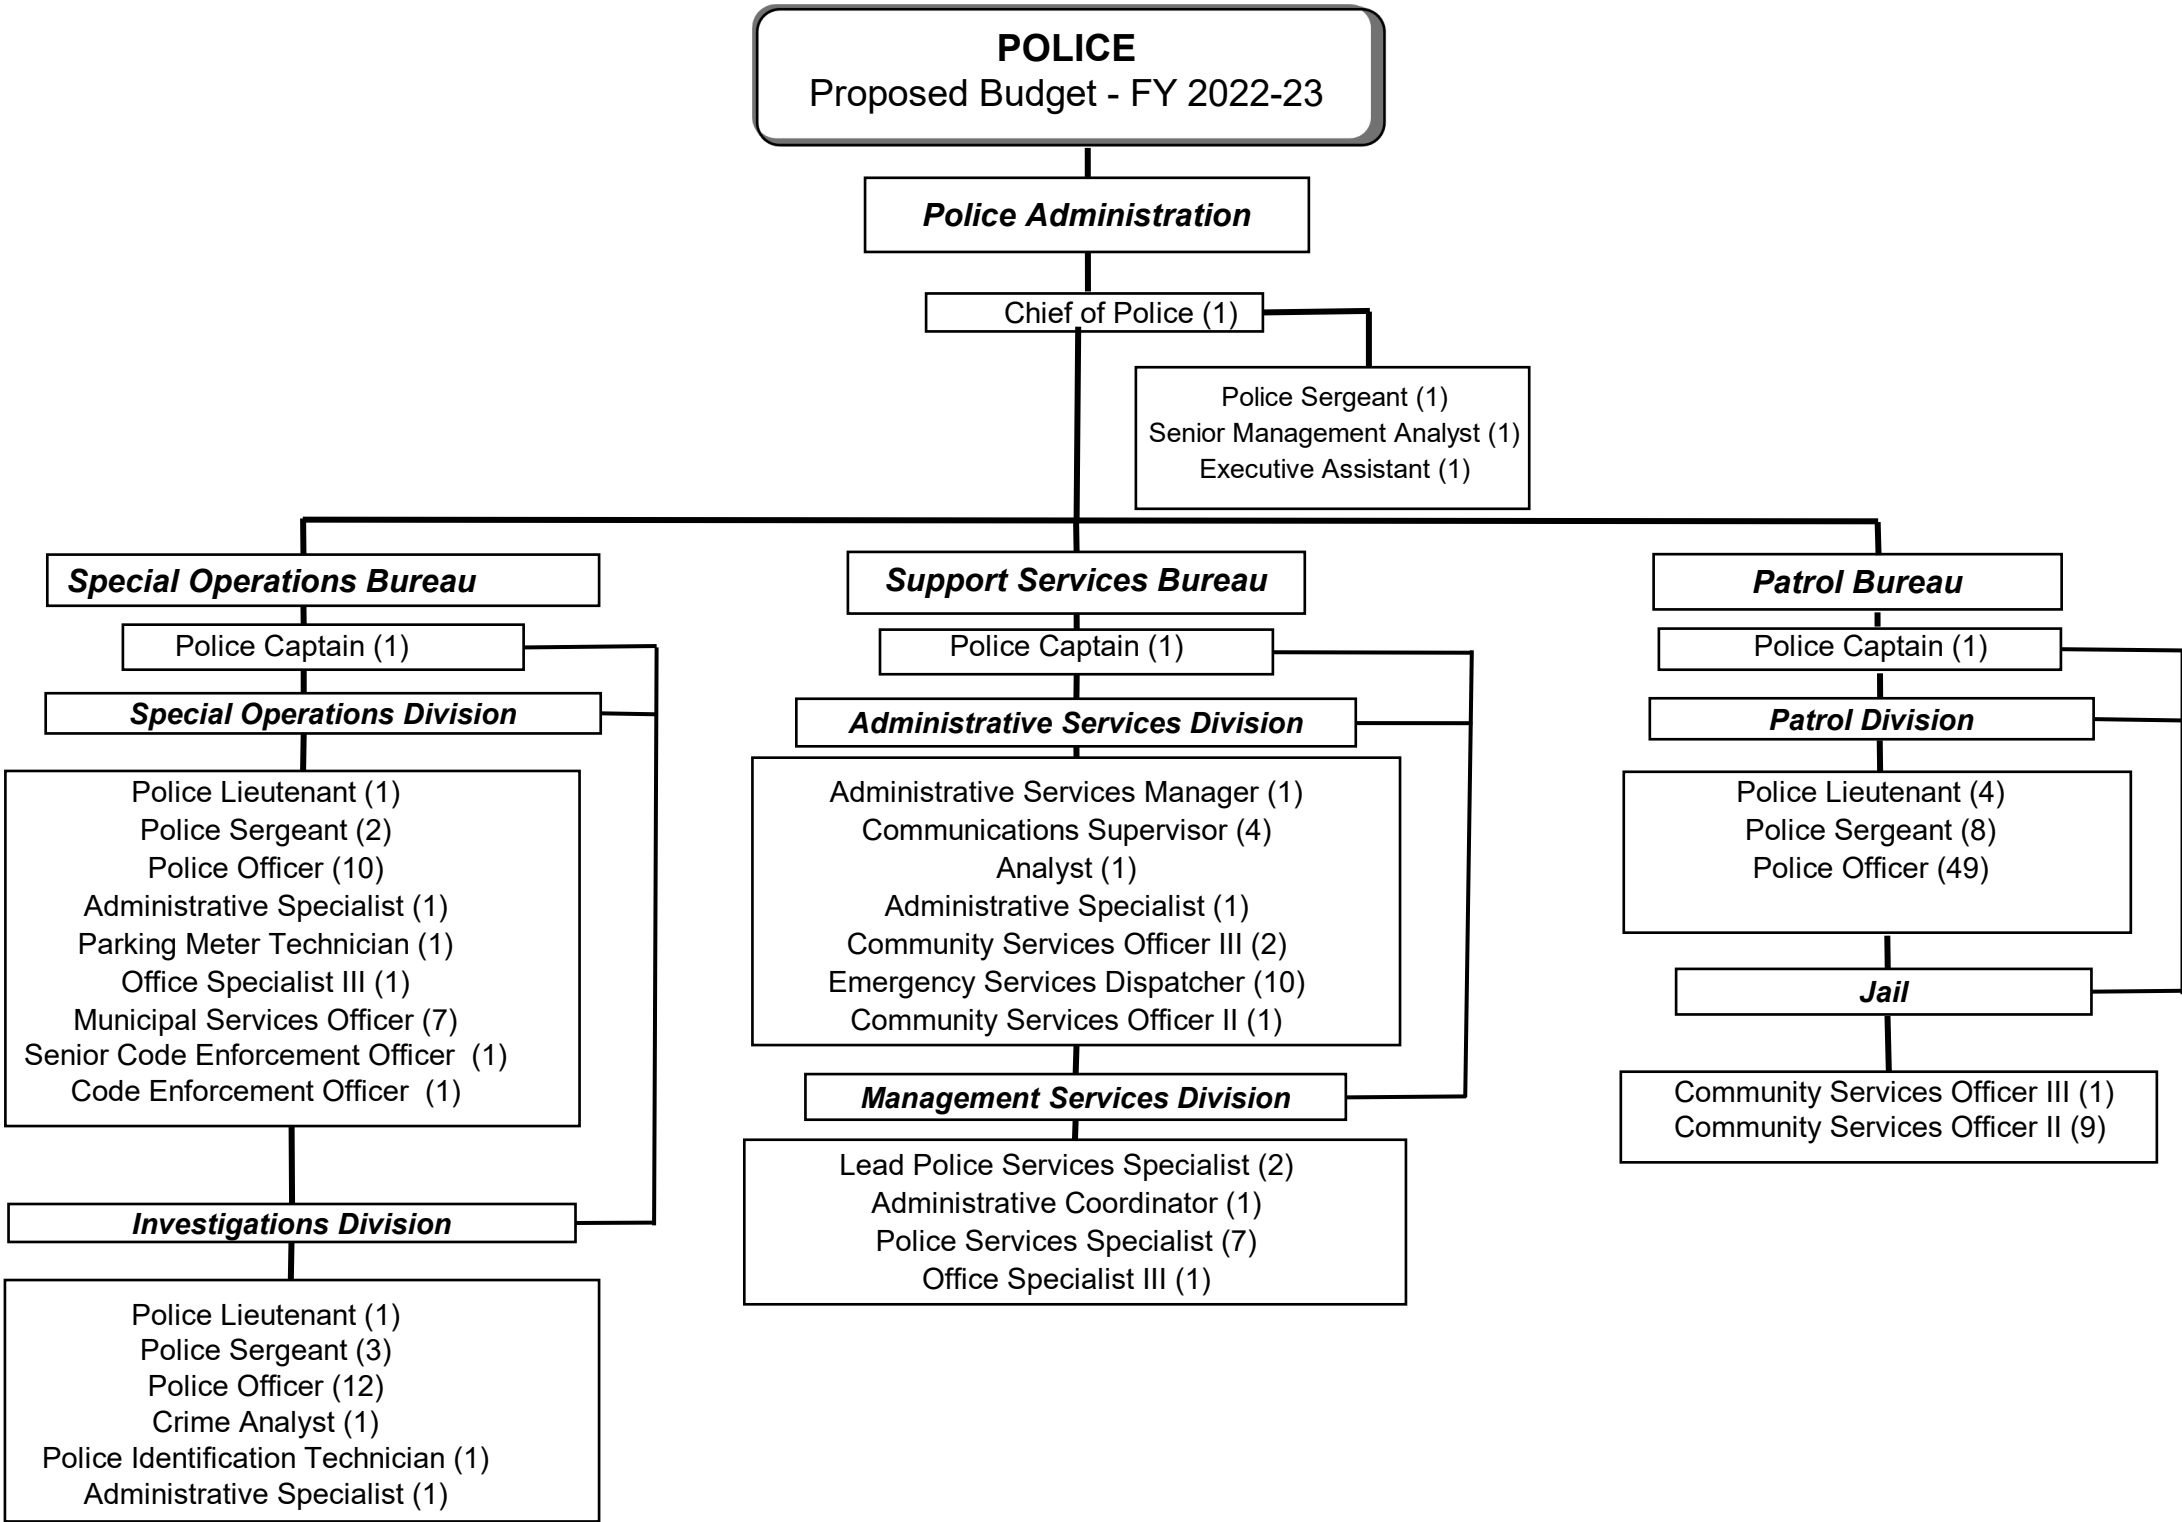 POLICE
Proposed Budget - FY 2022-23
Police Administration
Chief of Police (1)
Police Sergeant (1)
Senior Management Analyst (1)
Executive Assistant (1)
Special Operations Bureau
Police Captain (1)
Special Operations Division
Police Lieutenant (1)
Police Sergeant (2)
Police Officer (10)
Administrative Specialist (1)
Parking Meter Technician (1)
Office Specialist III (1)
Municipal Services Officer (7)
Senior Code Enforcement Officer (1)
Code Enforcement Officer (1)
Investigations Division
Police Lieutenant (1)
Police Sergeant (3)
Police Officer (12)
Crime Analyst (1)
Police Identification Technician (1)
Administrative Specialist (1)
Support Services Bureau
Police Captain (1)
Administrative Services Division
Administrative Services Manager (1)
Communications Supervisor (4)
Analyst (1)
Administrative Specialist (1)
Community Services Officer III (2)
Emergency Services Dispatcher (10)
Community Services Officer II (1)
Management Services Division
Lead Police Services Specialist (2)
Administrative Coordinator (1)
Police Services Specialist (7)
Office Specialist III (1)
Patrol Bureau
Police Captain (1)
Patrol Division
Police Lieutenant (4)
Police Sergeant (8)
Police Officer (49)
Jail
Community Services Officer III (1)
Community Services Officer II (9)